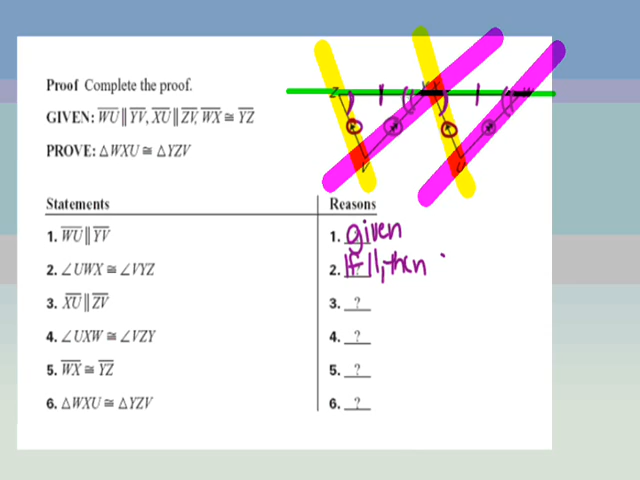 Proof Complete the proof.
GIVEN: WU ∥ YV, XU ∥ ZV, WX ≅ YZ
PROVE: △WXU ≅ △YZV
Statements Reasons
1. WU ∥ YV 1. given
2. ∠UWX ≅ ∠VYZ 2. If ||, then
3. XU ∥ ZV 3. ?
4. ∠UXW ≅ ∠VZY 4. ?
5. WX ≅ YZ 5. ?
6. △WXU ≅ △YZV 6. ?